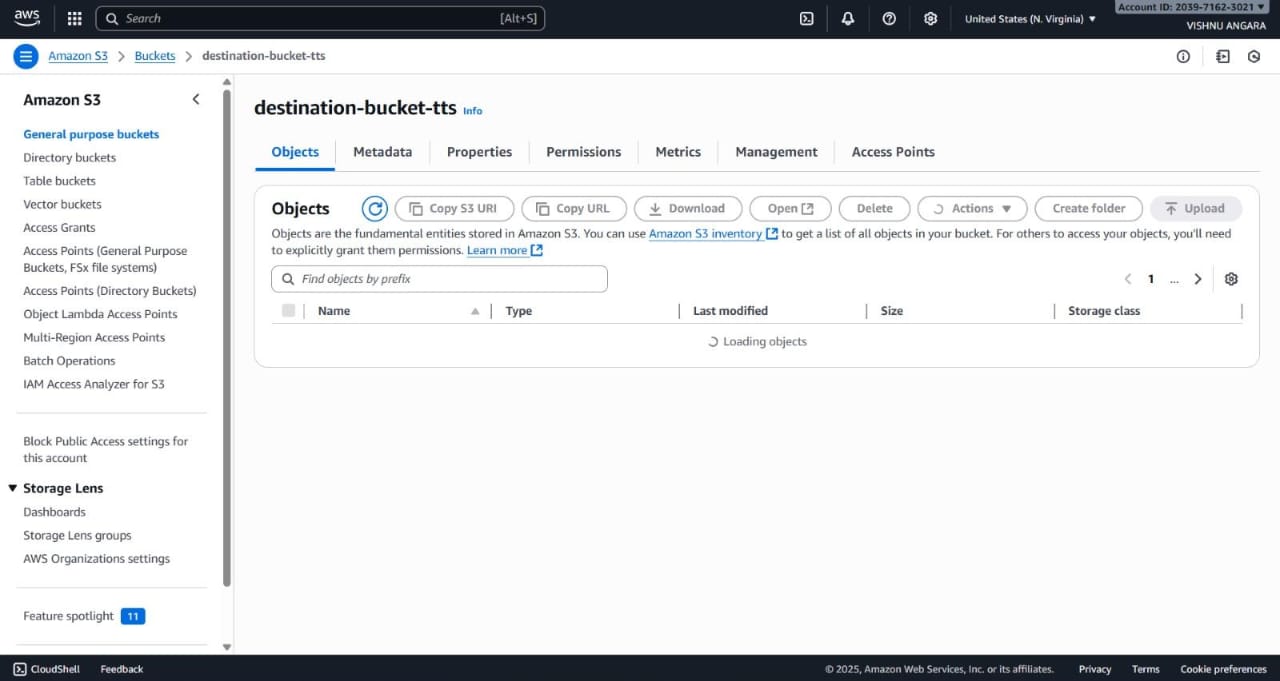 aws
Search [Alt+S]
United States (N. Virginia) ▼
Account ID: 2039-7162-3021 ▼
VISHNU ANGARA
Amazon S3 > Buckets > destination-bucket-tts
Amazon S3
General purpose buckets
Directory buckets
Table buckets
Vector buckets
Access Grants
Access Points (General Purpose
Buckets, FSx file systems)
Access Points (Directory Buckets)
Object Lambda Access Points
Multi-Region Access Points
Batch Operations
IAM Access Analyzer for S3
Block Public Access settings for
this account
Storage Lens
Dashboards
Storage Lens groups
AWS Organizations settings
Feature spotlight 11
destination-bucket-tts Info
Objects Metadata Properties Permissions Metrics Management Access Points
Objects Copy S3 URI Copy URL Download Open Delete Actions ▼ Create folder Upload
Objects are the fundamental entities stored in Amazon S3. You can use Amazon S3 inventory to get a list of all objects in your bucket. For others to access your objects, you'll need
to explicitly grant them permissions. Learn more
Find objects by prefix
1 ...
Name Type Last modified Size Storage class
Loading objects
CloudShell Feedback © 2025, Amazon Web Services, Inc. or its affiliates. Privacy Terms Cookie preferences